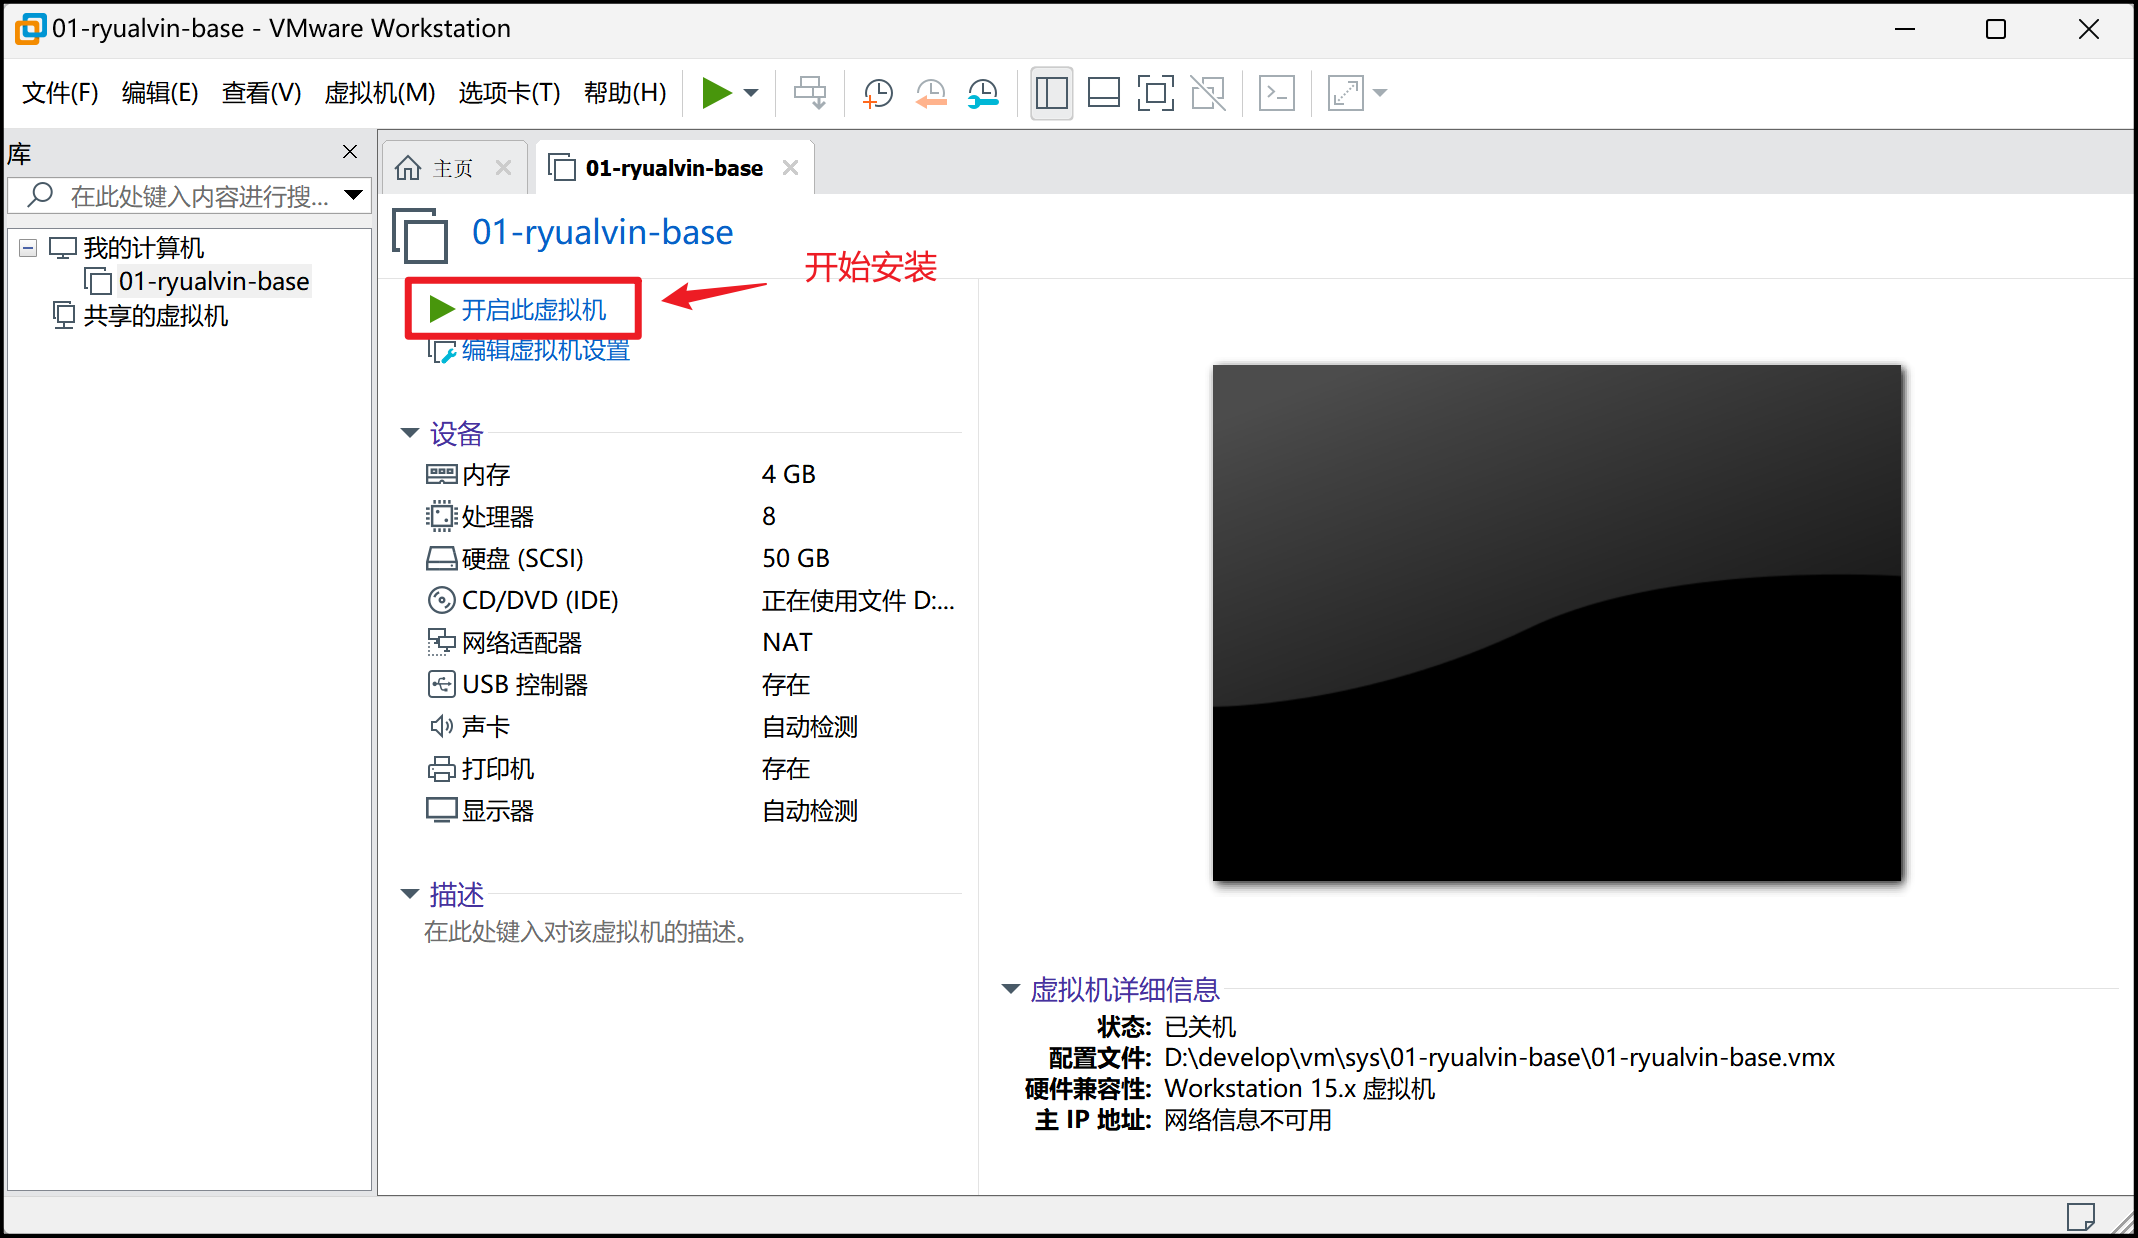 01-ryualvin-base - VMware Workstation
文件(F) 编辑(E) 查看(V) 虚拟机(M) 选项卡(T) 帮助(H)
库
在此处键入内容进行搜...
我的计算机
01-ryualvin-base
共享的虚拟机
主页
01-ryualvin-base
01-ryualvin-base
开始安装
开启此虚拟机
编辑虚拟机设置
设备
内存 4 GB
处理器 8
硬盘 (SCSI) 50 GB
CD/DVD (IDE) 正在使用文件 D:...
网络适配器 NAT
USB 控制器 存在
声卡 自动检测
打印机 存在
显示器 自动检测
描述
在此处键入对该虚拟机的描述。
虚拟机详细信息
状态: 已关机
配置文件: D:\develop\vm\sys\01-ryualvin-base\01-ryualvin-base.vmx
硬件兼容性: Workstation 15.x 虚拟机
主 IP 地址: 网络信息不可用